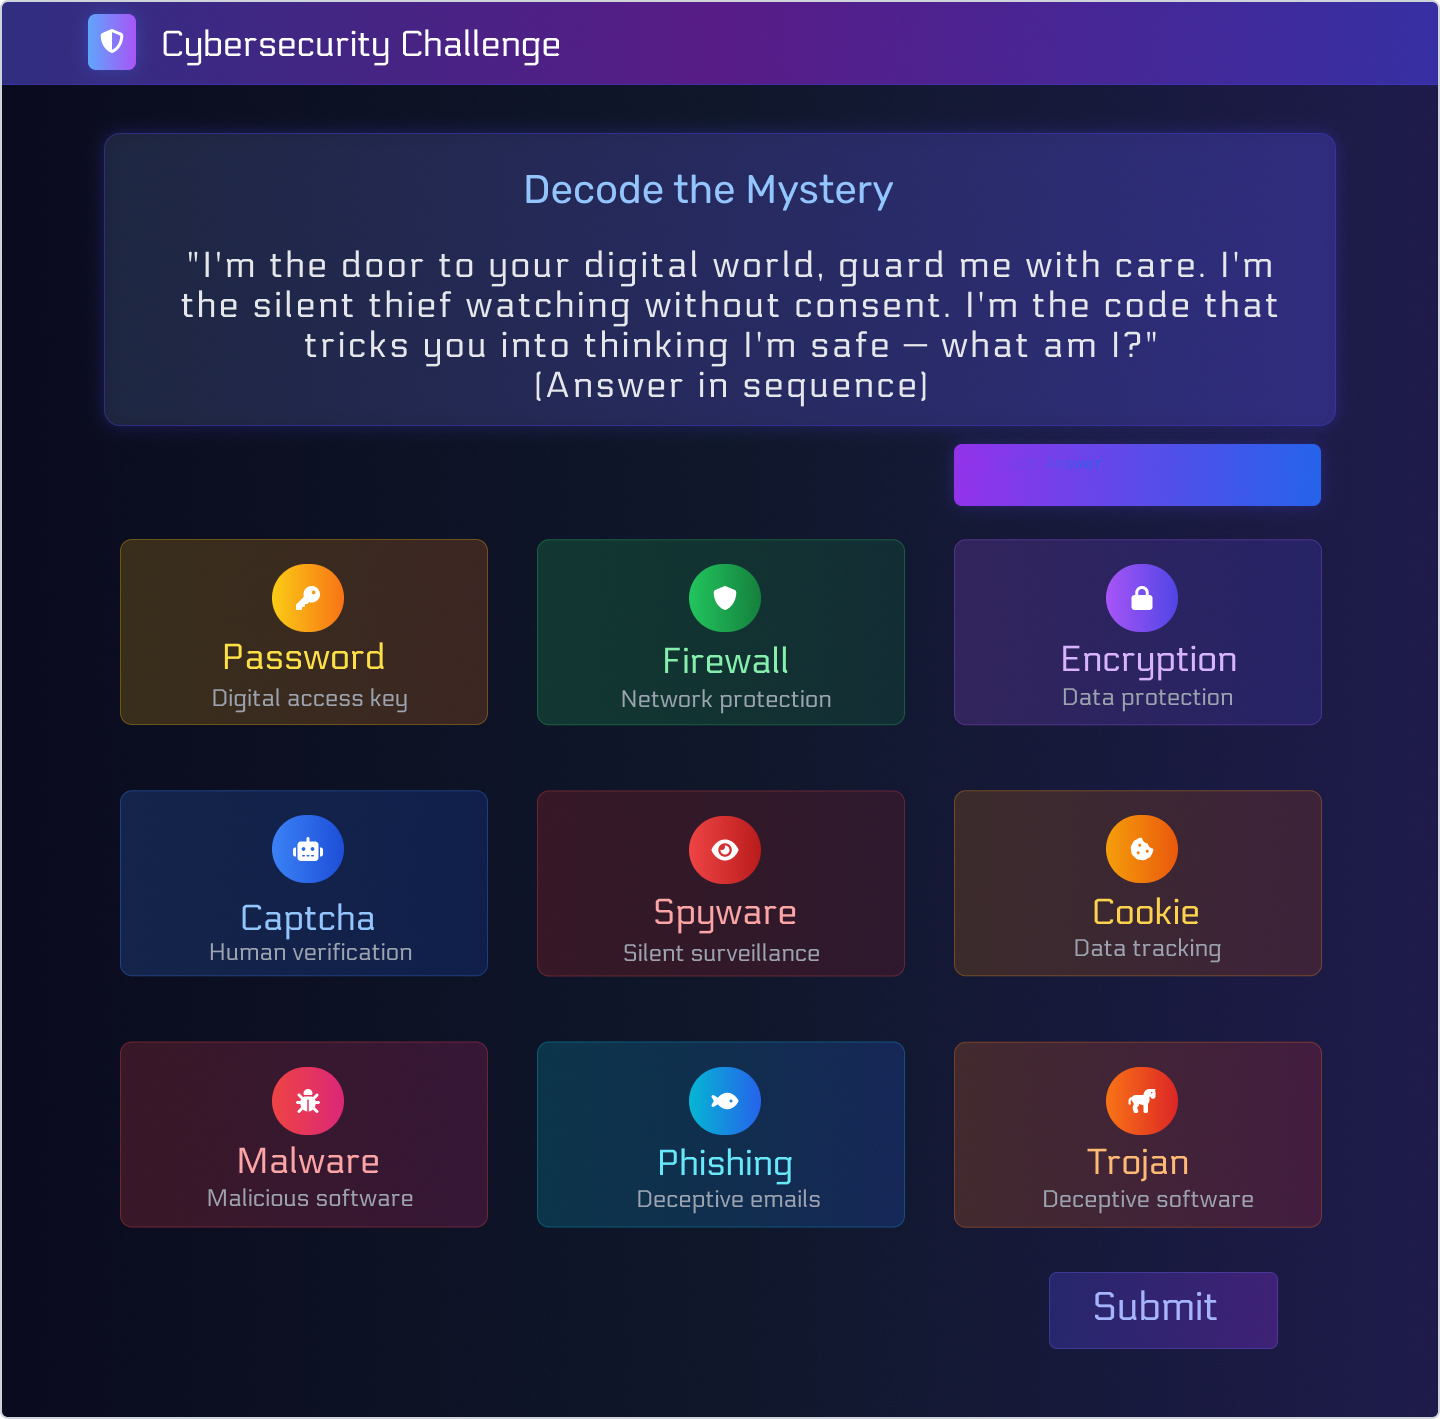 Cybersecurity Challenge
Decode the Mystery
"I'm the door to your digital world, guard me with care. I'm
the silent thief watching without consent. I'm the code that
tricks you into thinking I'm safe — what am I?"
(Answer in sequence)
Password
Digital access key
Firewall
Network protection
Encryption
Data protection
Captcha
Human verification
Spyware
Silent surveillance
Cookie
Data tracking
Malware
Malicious software
Phishing
Deceptive emails
Trojan
Deceptive software
Submit